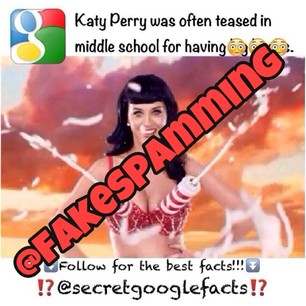 Katy Perry was often teased in
middle school for having
@FAKESPAMMING
Follow for the best facts!!!
⁉️@secretgooglefacts⁉️